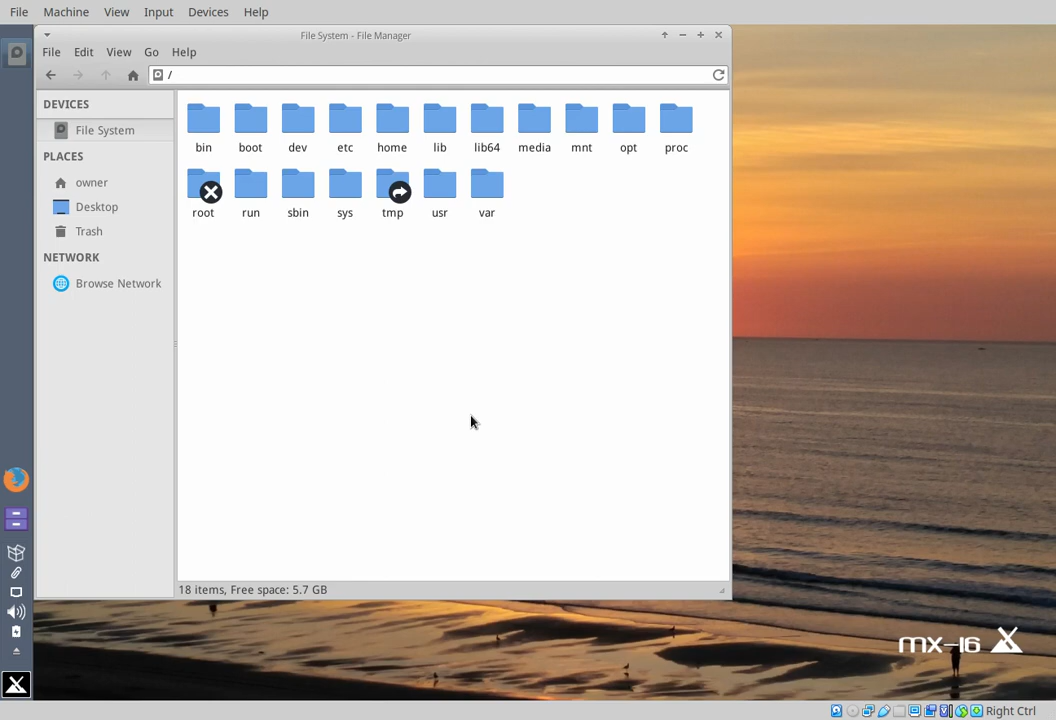 File Machine View Input Devices Help
File System - File Manager
File Edit View Go Help
/
DEVICES
File System
PLACES
owner
Desktop
Trash
NETWORK
Browse Network
bin boot dev etc home lib lib64 media mnt opt proc
root run sbin sys tmp usr var
18 items, Free space: 5.7 GB
mx-16
Right Ctrl